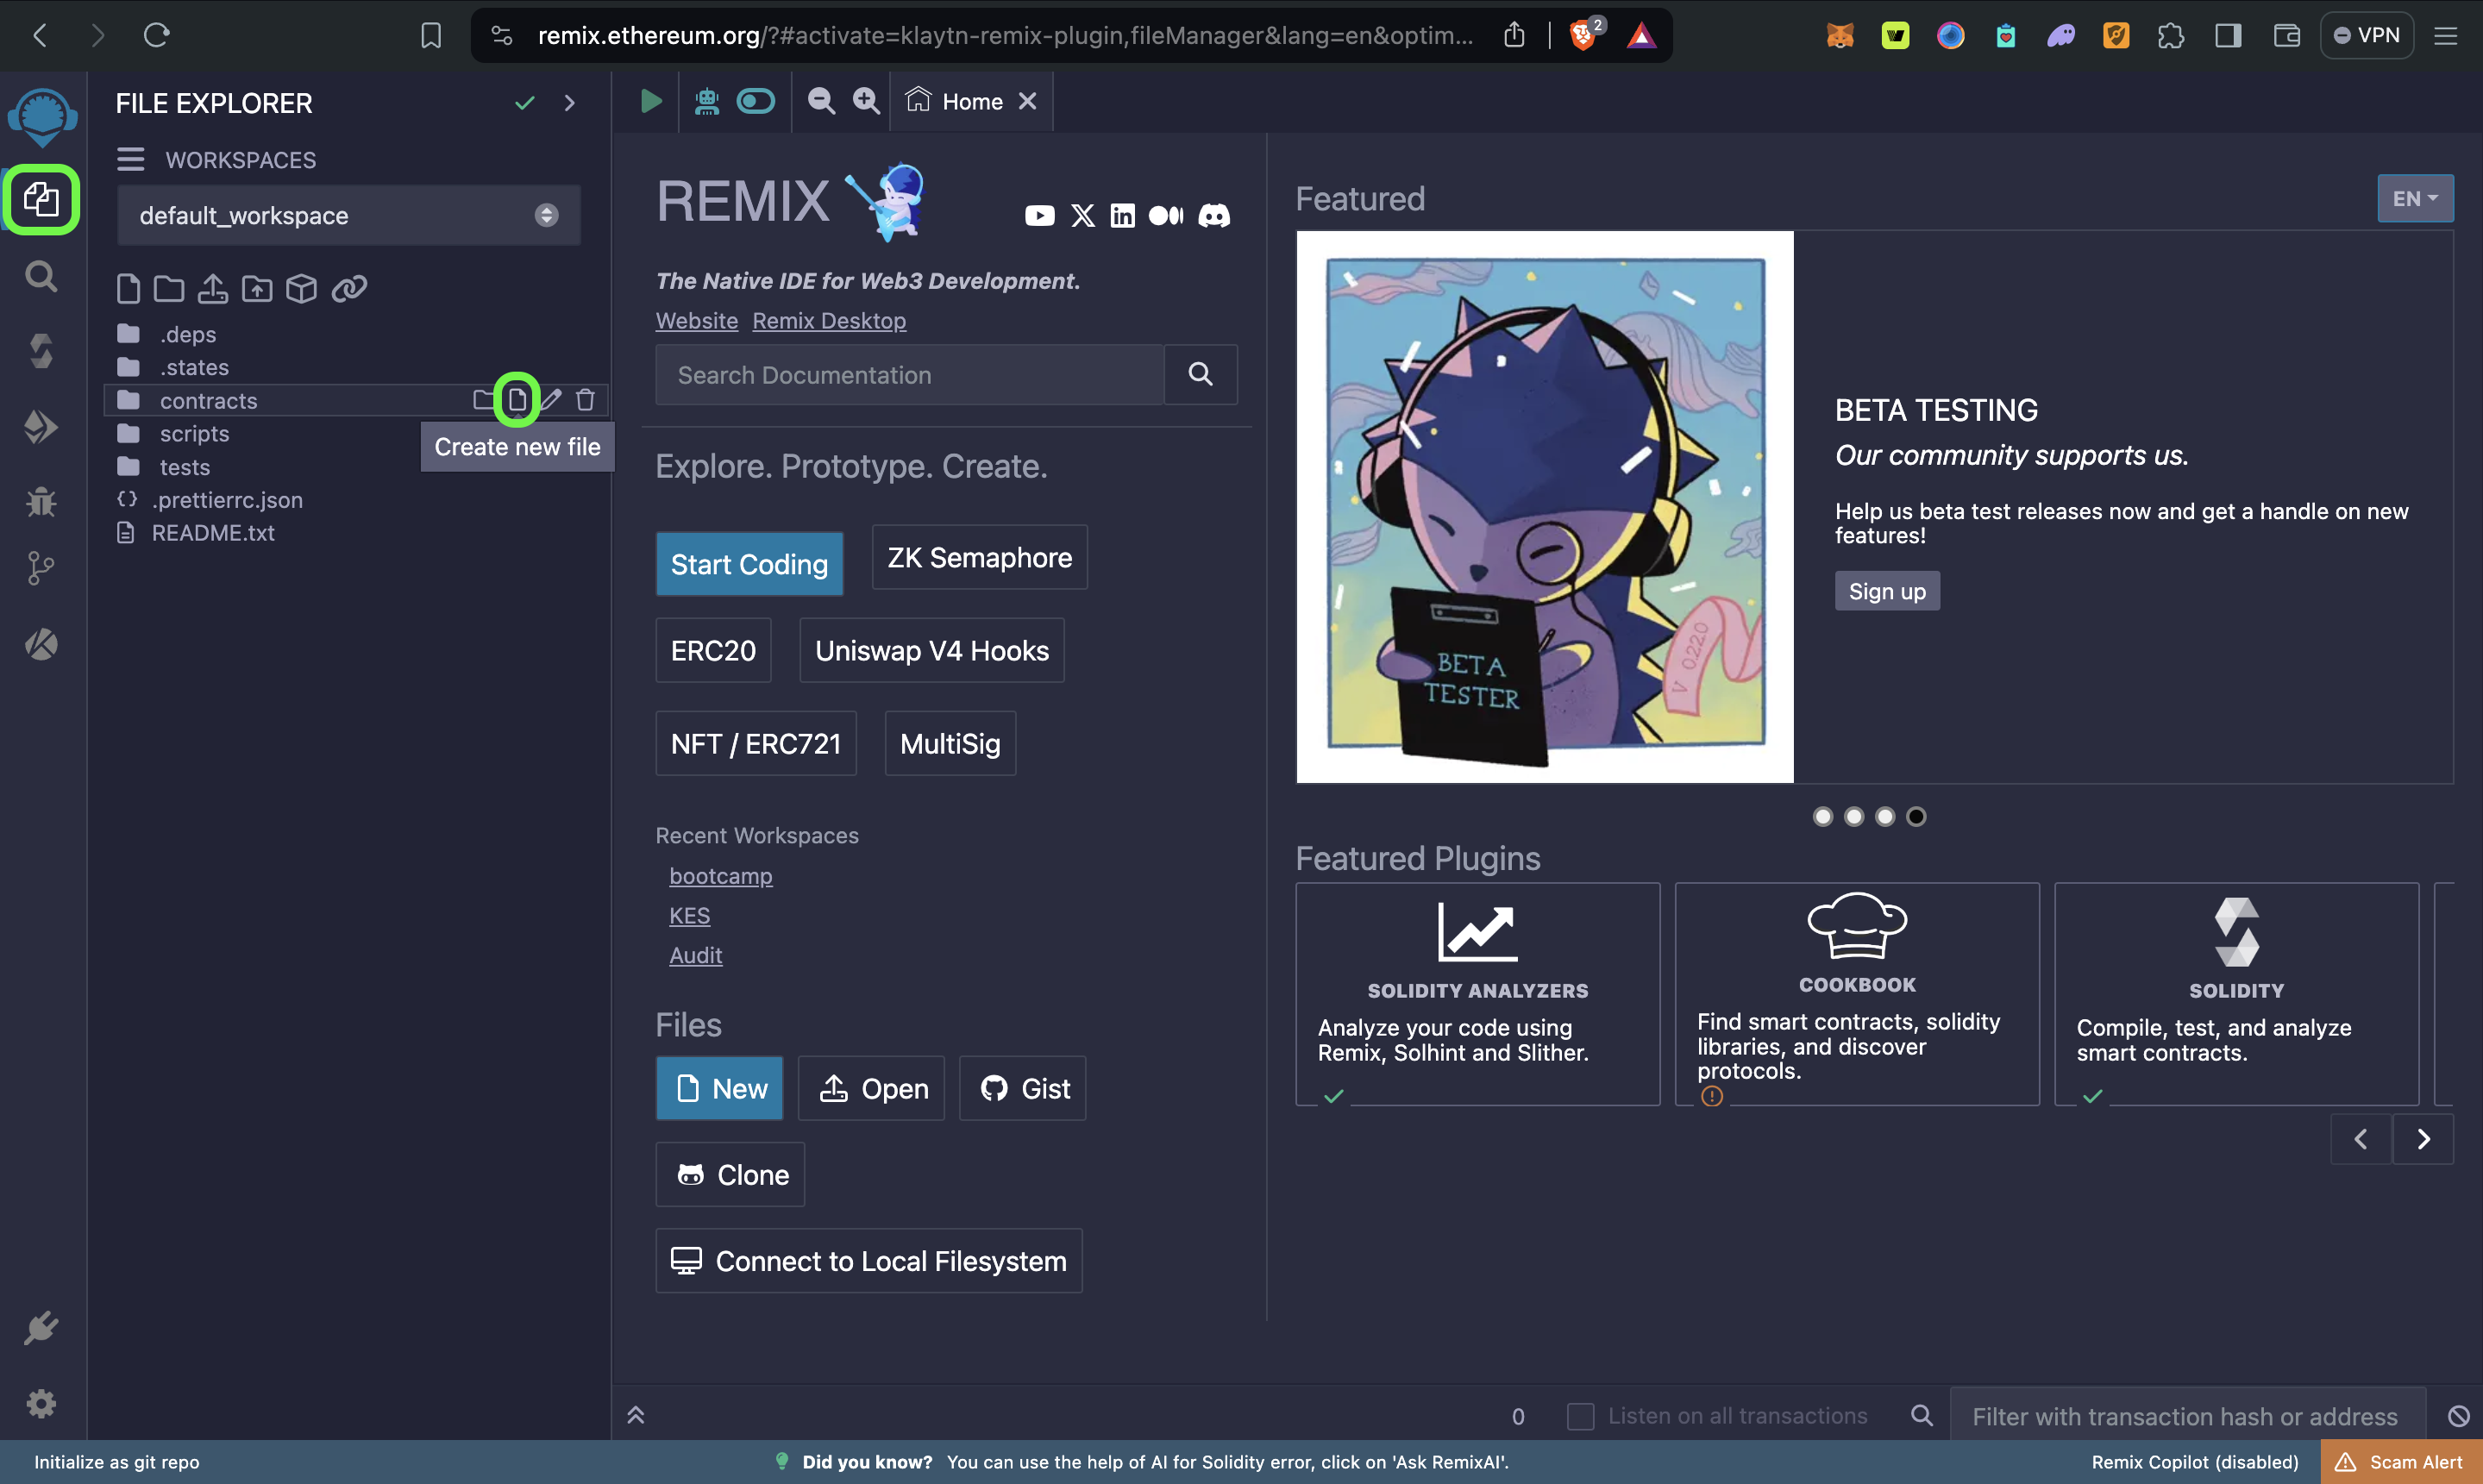 remix.ethereum.org/?#activate=klaytn-remix-plugin,fileManager&lang=en&optim...
2
VPN
FILE EXPLORER
WORKSPACES
default_workspace
.deps
.states
contracts
Create new file
scripts
tests
.prettierrc.json
README.txt
Home
REMIX
The Native IDE for Web3 Development.
Website Remix Desktop
Search Documentation
Explore. Prototype. Create.
Start Coding
ZK Semaphore
ERC20
Uniswap V4 Hooks
NFT / ERC721
MultiSig
Recent Workspaces
bootcamp
KES
Audit
Files
New
Open
Gist
Clone
Connect to Local Filesystem
Featured
EN
BETA
TESTER
V 0.22.0
BETA TESTING
Our community supports us.
Help us beta test releases now and get a handle on new
features!
Sign up
Featured Plugins
SOLIDITY ANALYZERS
Analyze your code using
Remix, Solhint and Slither.
COOKBOOK
Find smart contracts, solidity
libraries, and discover
protocols.
SOLIDITY
Compile, test, and analyze
smart contracts.
0
Listen on all transactions
Filter with transaction hash or address
Initialize as git repo
Did you know? You can use the help of AI for Solidity error, click on 'Ask RemixAI'.
Remix Copilot (disabled)
Scam Alert